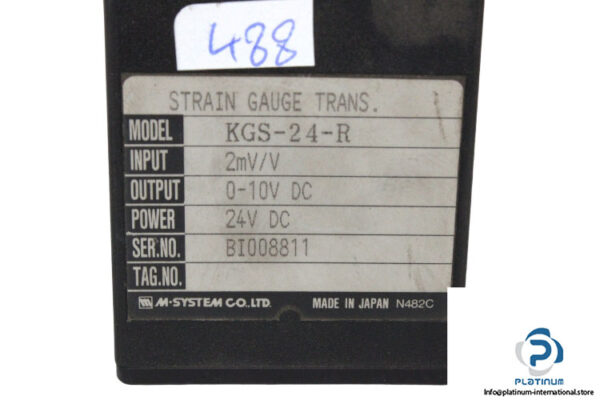 488
STRAIN GAUGE TRANS.
MODEL KGS-24-R
INPUT 2mV/V
OUTPUT 0-10V DC
POWER 24V DC
SER.NO. BI008811
TAG.NO.
M-SYSTEM CO.,LTD. MADE IN JAPAN N482C
PLATINUM
Info@platinum-international.store